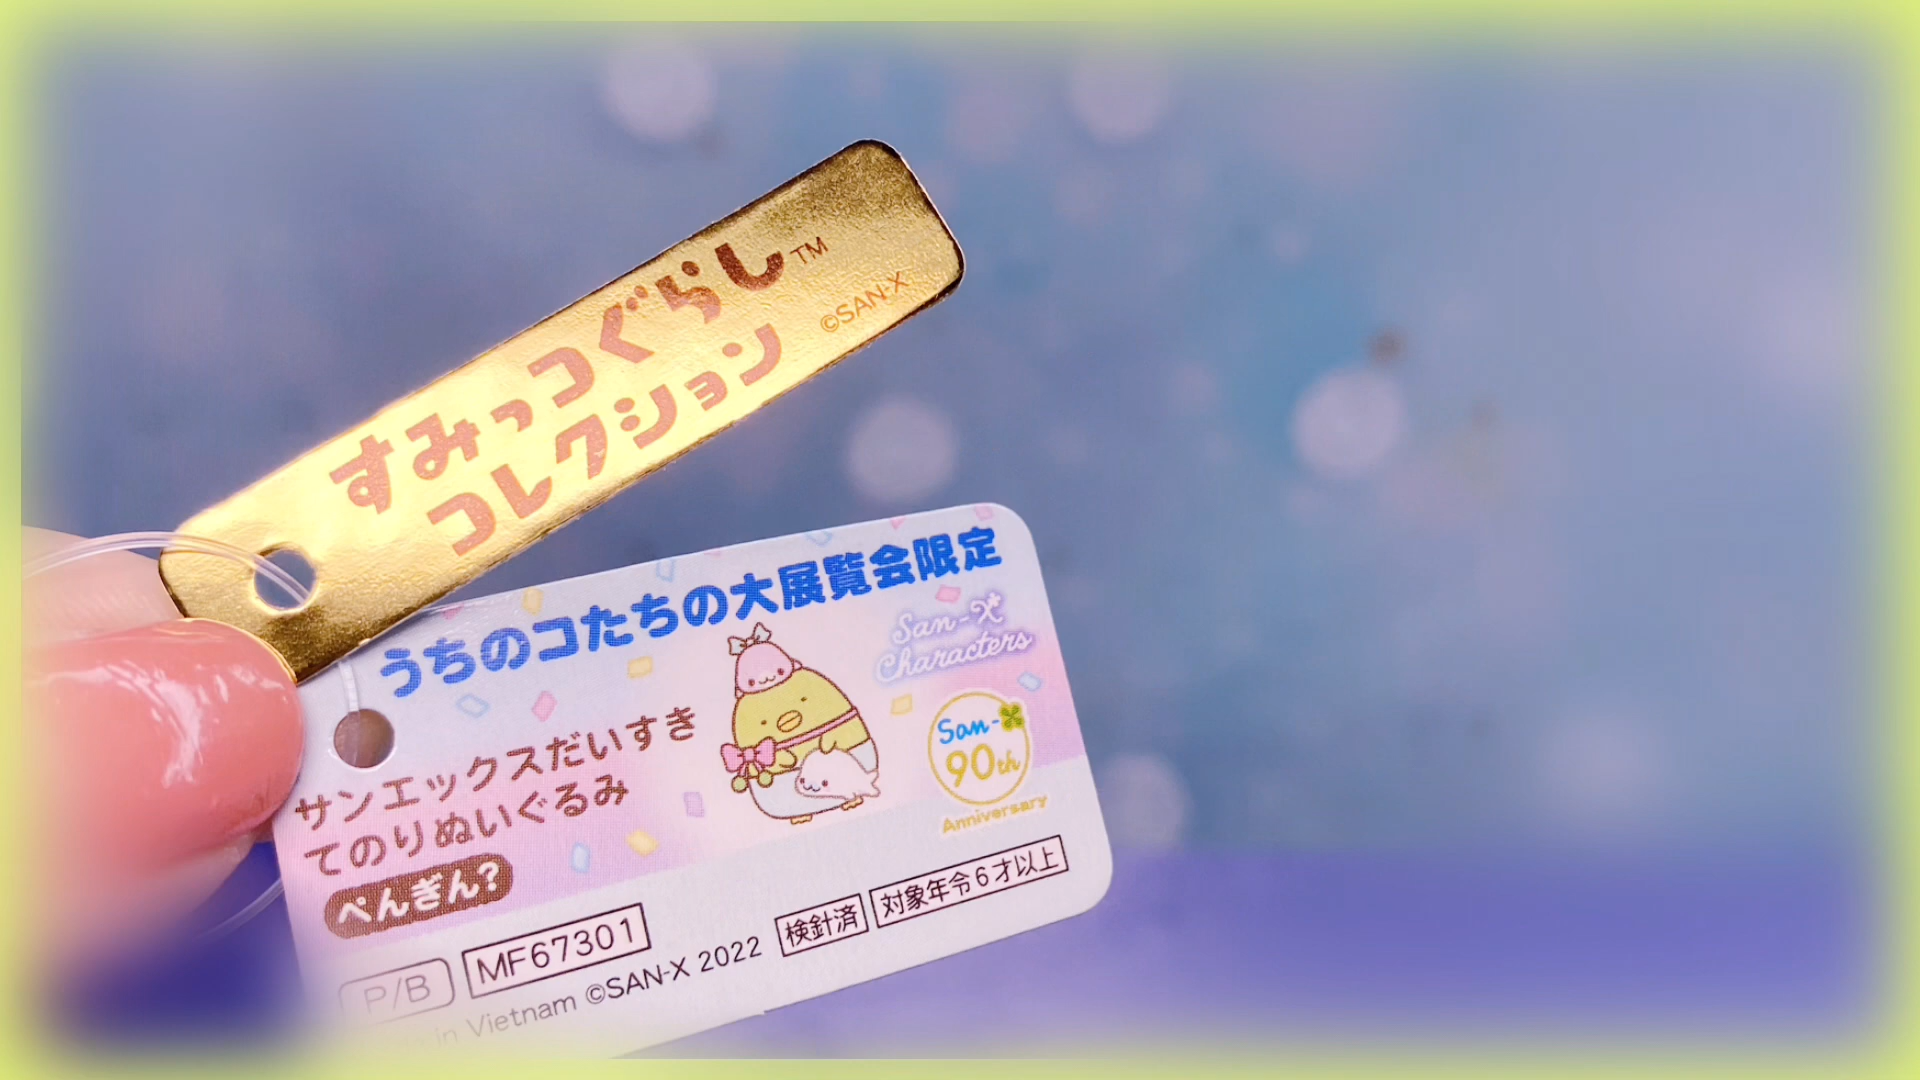 すみっコぐらし™
コレクション
©SAN-X
うちのコたちの大展覧会限定
San-X
Characters
サンエックスだいすき
てのりぬいぐるみ
ぺんぎん?
San-X
90th
Anniversary
P/B
MF67301
検針済
対象年令6才以上
in Vietnam ©SAN-X 2022